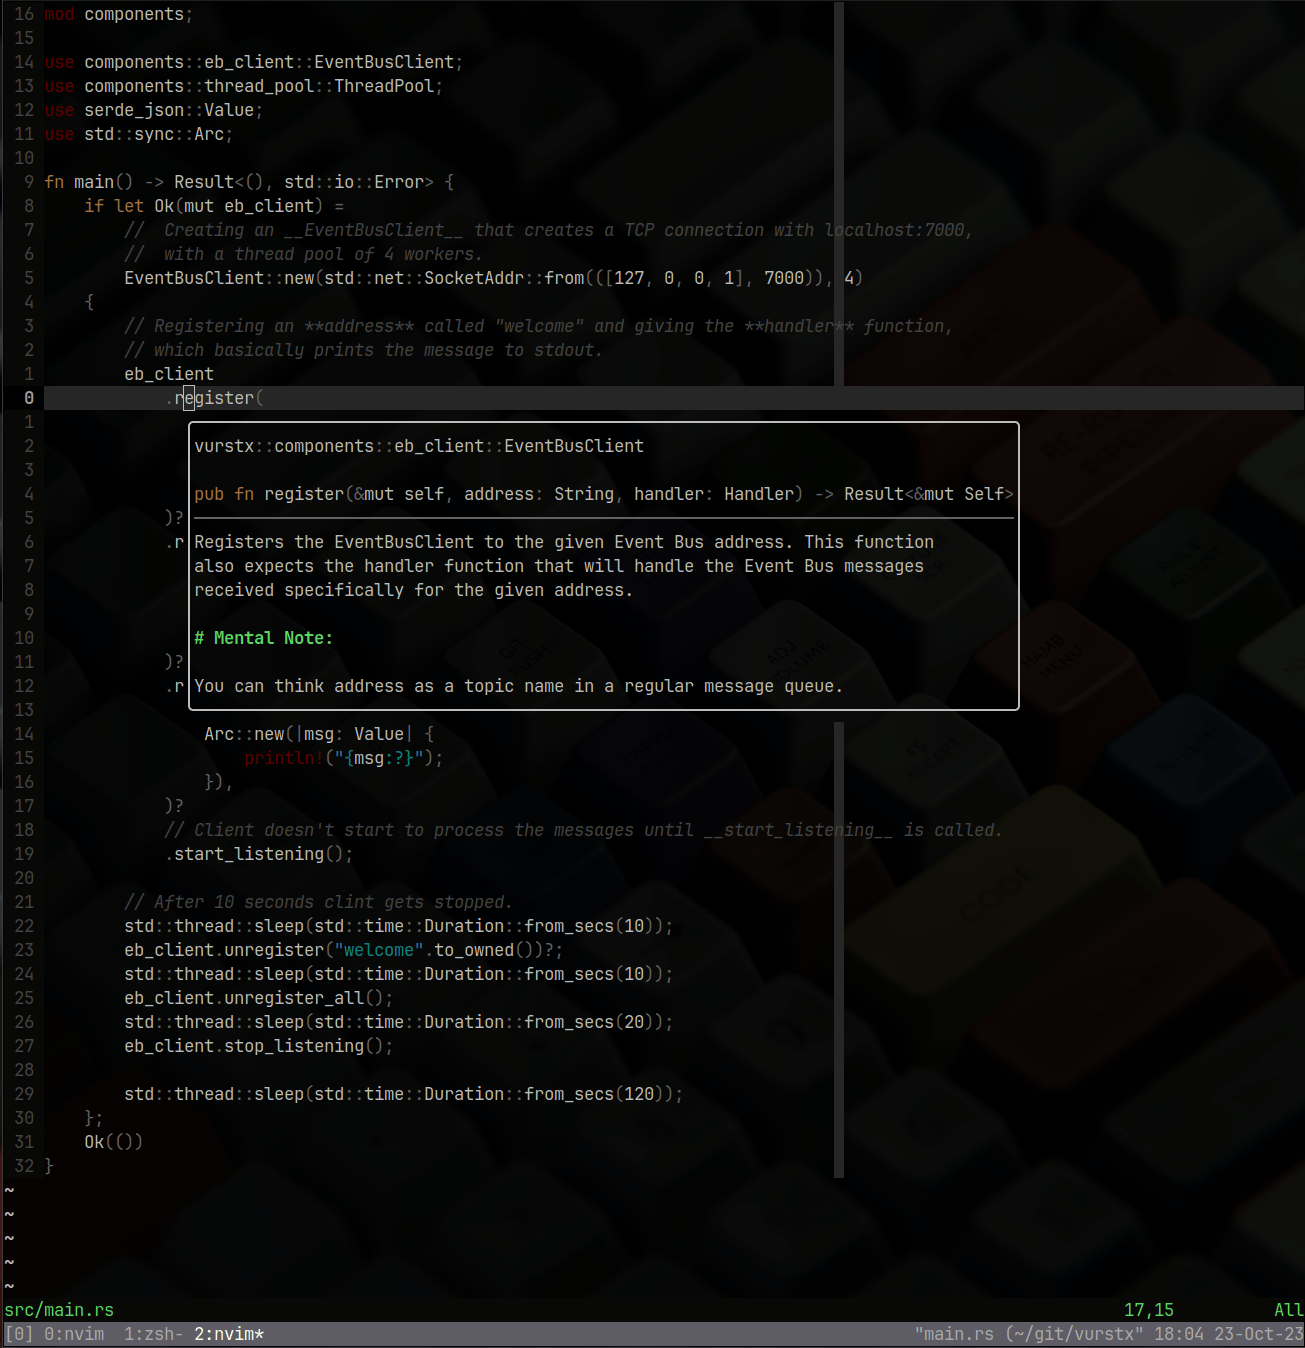 16 mod components;
15
14 use components::eb_client::EventBusClient;
13 use components::thread_pool::ThreadPool;
12 use serde_json::Value;
11 use std::sync::Arc;
10
9 fn main() -> Result<(), std::io::Error> {
8     if let Ok(mut eb_client) =
7         //  Creating an __EventBusClient__ that creates a TCP connection with localhost:7000,
6         //  with a thread pool of 4 workers.
5         EventBusClient::new(std::net::SocketAddr::from(([127, 0, 0, 1], 7000)), 4)
4     {
3         // Registering an **address** called "welcome" and giving the **handler** function,
2         // which basically prints the message to stdout.
1         eb_client
0             .register(
1
2 vurstx::components::eb_client::EventBusClient
3
4 pub fn register(&mut self, address: String, handler: Handler) -> Result<&mut Self>
5             )?
6             .r Registers the EventBusClient to the given Event Bus address. This function
7 also expects the handler function that will handle the Event Bus messages
8 received specifically for the given address.
9
10 # Mental Note:
11             )?
12             .r You can think address as a topic name in a regular message queue.
13
14                 Arc::new(|msg: Value| {
15                     println!("{msg:?}");
16                 }),
17             )?
18             // Client doesn't start to process the messages until __start_listening__ is called.
19             .start_listening();
20
21         // After 10 seconds clint gets stopped.
22         std::thread::sleep(std::time::Duration::from_secs(10));
23         eb_client.unregister("welcome".to_owned())?;
24         std::thread::sleep(std::time::Duration::from_secs(10));
25         eb_client.unregister_all();
26         std::thread::sleep(std::time::Duration::from_secs(20));
27         eb_client.stop_listening();
28
29         std::thread::sleep(std::time::Duration::from_secs(120));
30     };
31     Ok(())
32 }
~
~
~
~
~
src/main.rs 17,15 All
[0] 0:nvim  1:zsh- 2:nvim* "main.rs (~/git/vurstx" 18:04 23-Oct-23